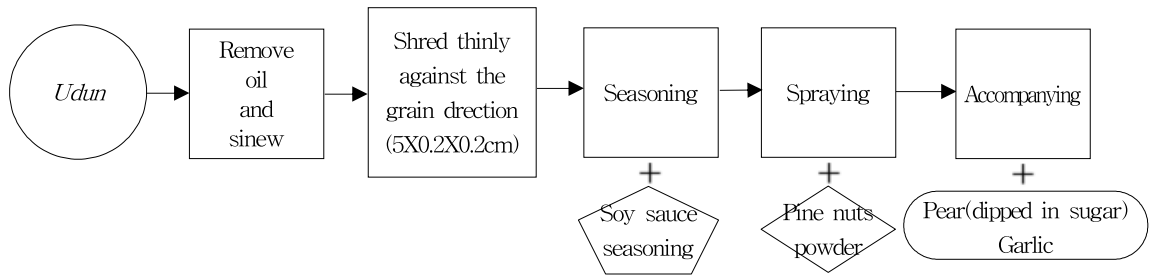 Udun
Remove
oil
and
sinew
Shred thinly
against the
grain drection
(5X0.2X0.2cm)
Seasoning
Spraying
Accompanying
+
+
+
Soy sauce
seasoning
Pine nuts
powder
Pear(dipped in sugar)
Garlic